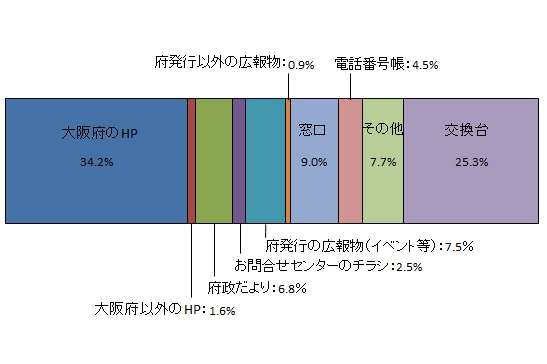 府発行以外の広報物：0.9%
電話番号帳：4.5%
大阪府のHP
34.2%
窓口
9.0%
その他
7.7%
交換台
25.3%
府発行の広報物（イベント等）：7.5%
お問合せセンターのチラシ：2.5%
府政だより：6.8%
大阪府以外のHP：1.6%